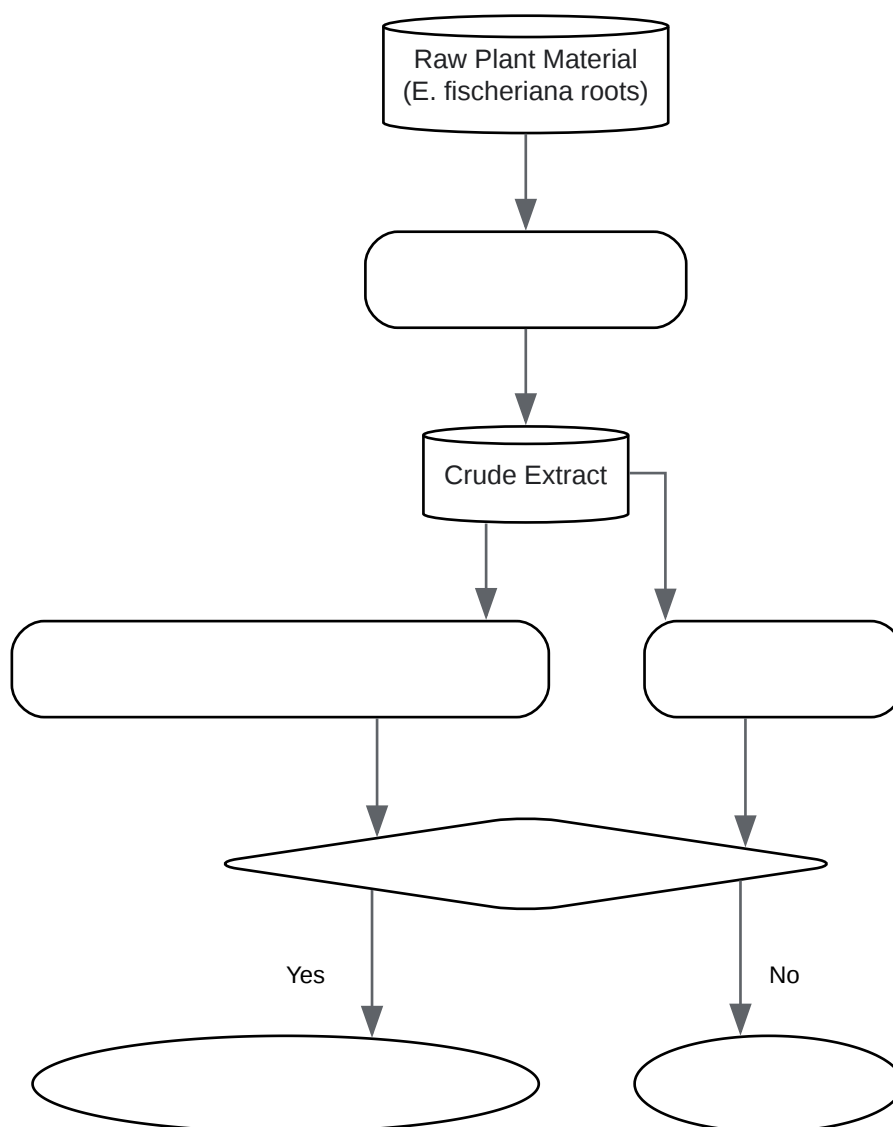 Raw Plant Material
(E. fischeriana roots)
Crude Extract
Yes
No